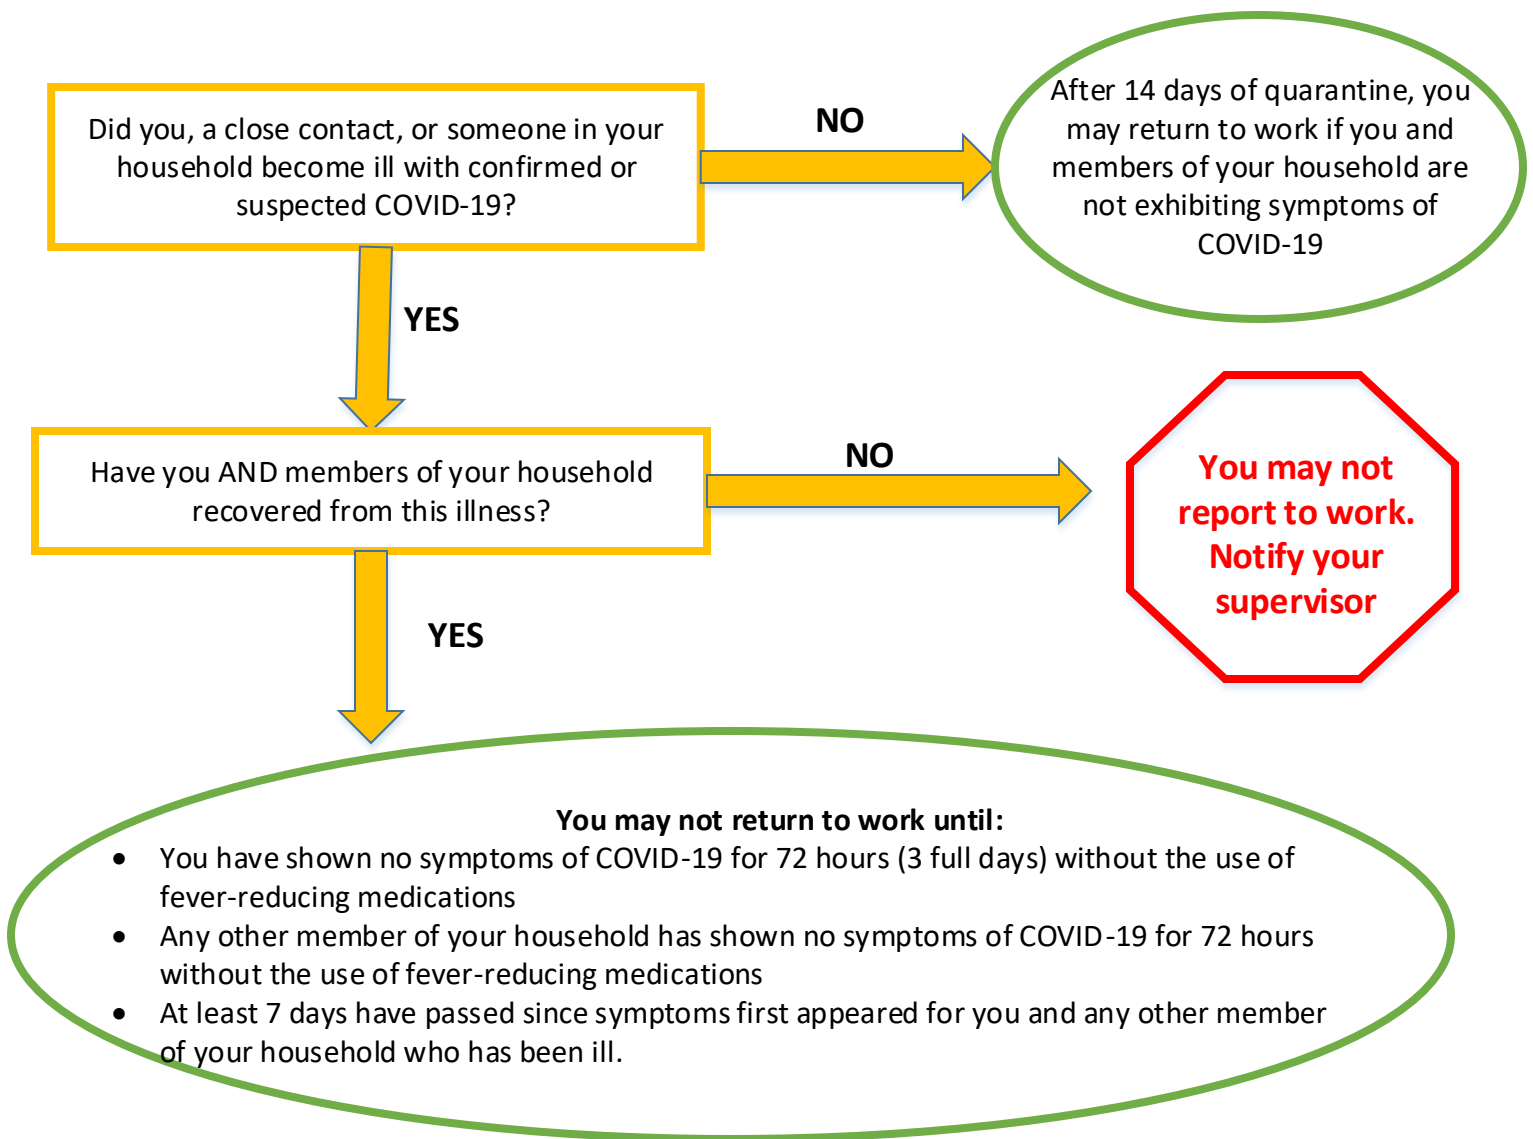 Did you, a close contact, or someone in your
household become ill with confirmed or
suspected COVID-19?
NO
After 14 days of quarantine, you
may return to work if you and
members of your household are
not exhibiting symptoms of
COVID-19
YES
Have you AND members of your household
recovered from this illness?
NO
You may not
report to work.
Notify your
supervisor
YES
You may not return to work until:
• You have shown no symptoms of COVID-19 for 72 hours (3 full days) without the use of
fever-reducing medications
• Any other member of your household has shown no symptoms of COVID-19 for 72 hours
without the use of fever-reducing medications
• At least 7 days have passed since symptoms first appeared for you and any other member
of your household who has been ill.